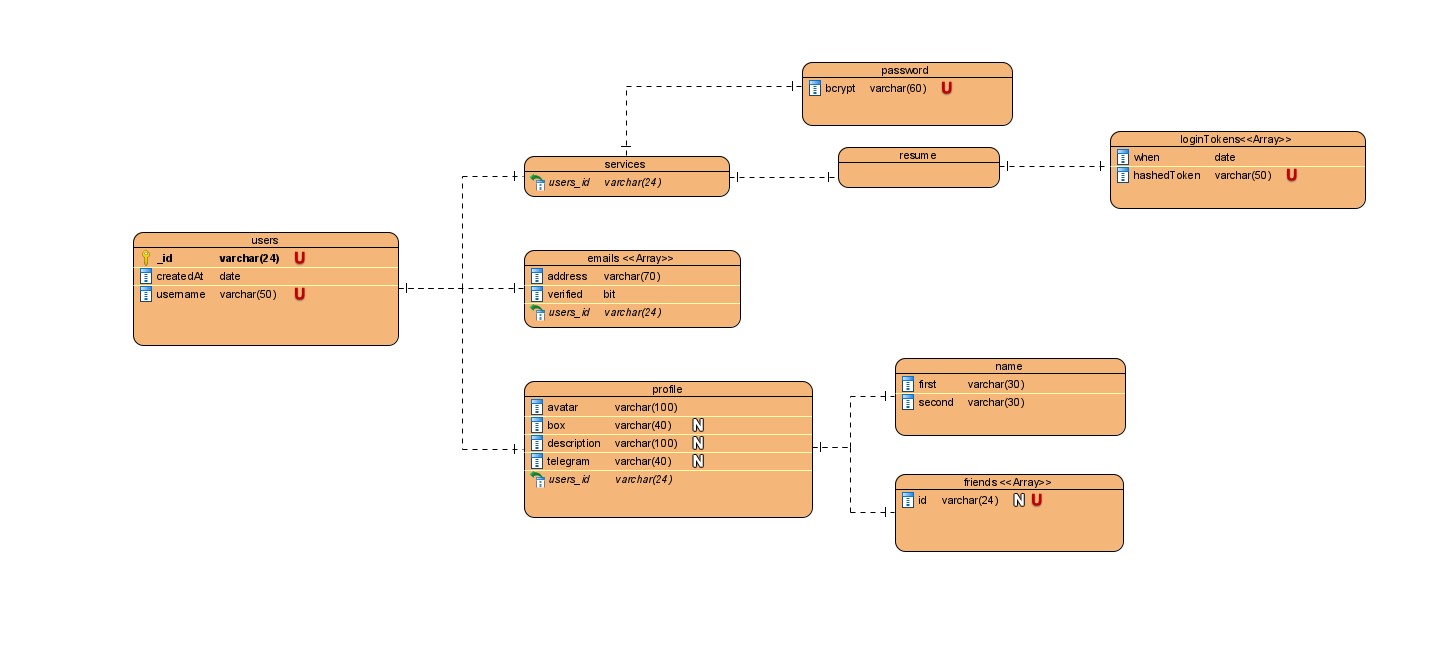 password
bcrypt varchar(60) U
loginTokens<<Array>>
when date
hashedToken varchar(50) U
resume
services
users_id varchar(24)
users
_id varchar(24) U
createdAt date
username varchar(50) U
emails <<Array>>
address varchar(70)
verified bit
users_id varchar(24)
profile
avatar varchar(100)
box varchar(40) N
description varchar(100) N
telegram varchar(40) N
users_id varchar(24)
name
first varchar(30)
second varchar(30)
friends <<Array>>
id varchar(24) N U